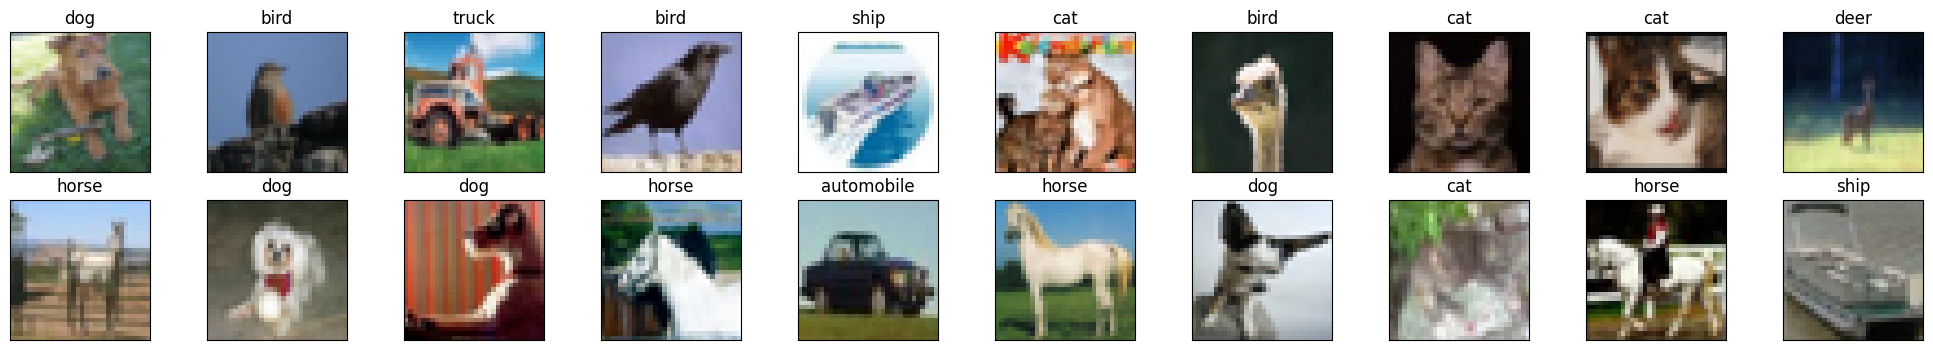 dog bird truck bird ship cat bird cat cat deer
horse dog dog horse automobile horse dog cat horse ship